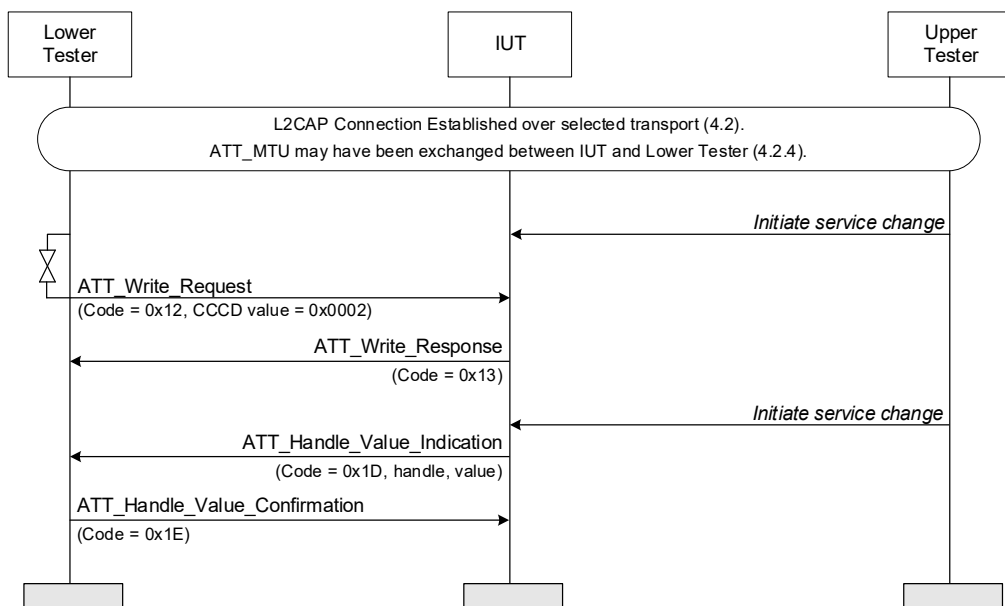 Lower
Tester
IUT
Upper
Tester
L2CAP Connection Established over selected transport (4.2).
ATT_MTU may have been exchanged between IUT and Lower Tester (4.2.4).
Initiate service change
ATT_Write_Request
(Code = 0x12, CCCD value = 0x0002)
ATT_Write_Response
(Code = 0x13)
Initiate service change
ATT_Handle_Value_Indication
(Code = 0x1D, handle, value)
ATT_Handle_Value_Confirmation
(Code = 0x1E)